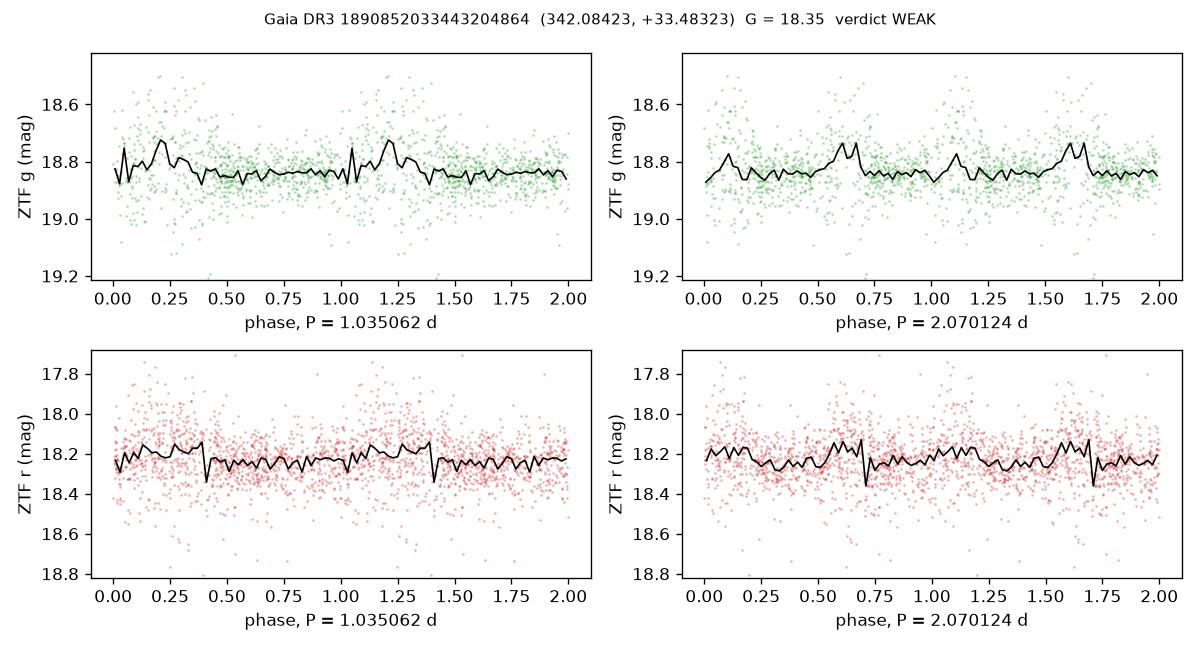 Gaia DR3 1890852033443204864  (342.08423, +33.48323)  G = 18.35  verdict WEAK
ZTF g (mag)
18.6
18.8
19.0
19.2
0.00 0.25 0.50 0.75 1.00 1.25 1.50 1.75 2.00
phase, P = 1.035062 d
ZTF g (mag)
18.6
18.8
19.0
19.2
0.00 0.25 0.50 0.75 1.00 1.25 1.50 1.75 2.00
phase, P = 2.070124 d
ZTF r (mag)
17.8
18.0
18.2
18.4
18.6
18.8
0.00 0.25 0.50 0.75 1.00 1.25 1.50 1.75 2.00
phase, P = 1.035062 d
ZTF r (mag)
17.8
18.0
18.2
18.4
18.6
18.8
0.00 0.25 0.50 0.75 1.00 1.25 1.50 1.75 2.00
phase, P = 2.070124 d